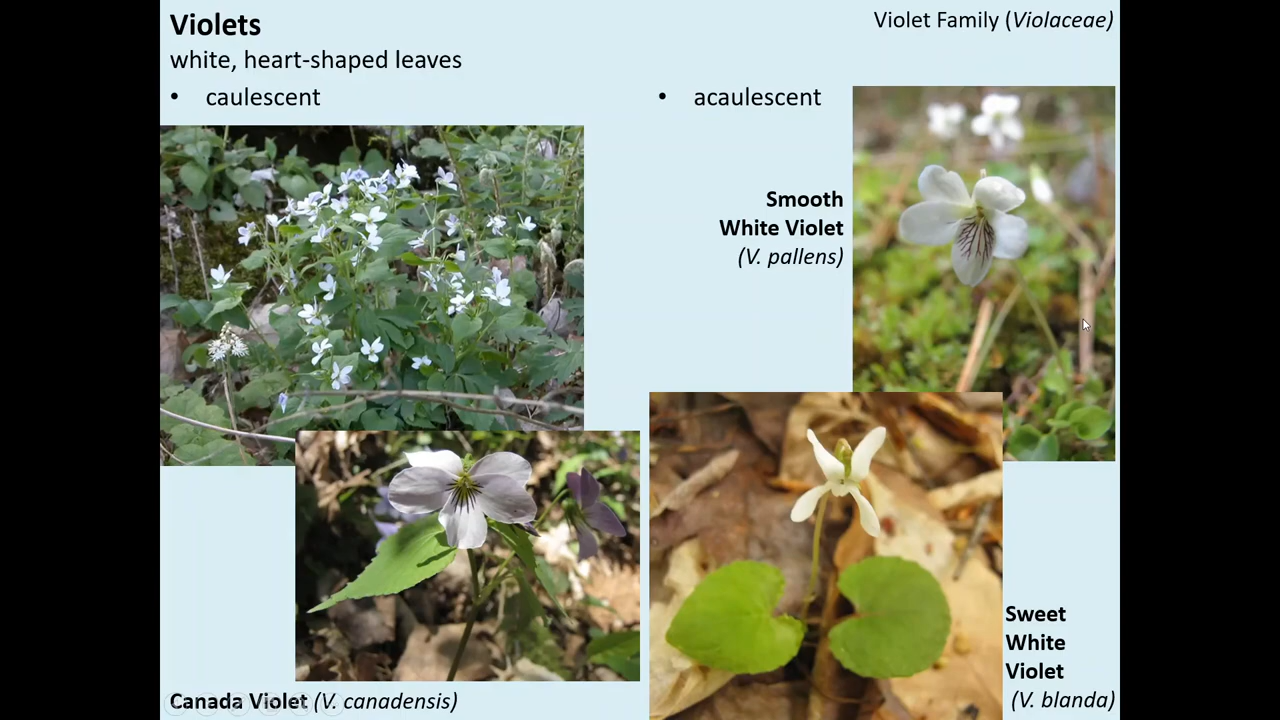 Violets
Violet Family (Violaceae)
white, heart-shaped leaves
• caulescent
• acaulescent
Smooth
White Violet
(V. pallens)
Sweet
White
Violet
(V. blanda)
Canada Violet (V. canadensis)